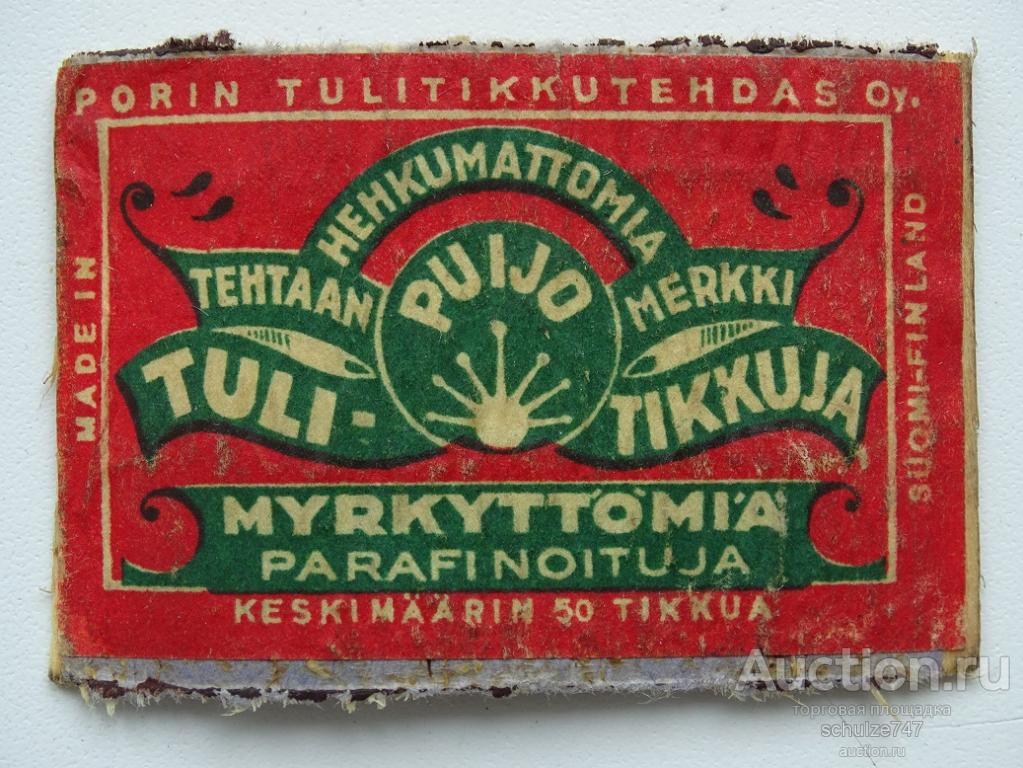 PORIN TULITIKKUTEHDAS Oy.
MADE IN
SUOMI-FINLAND
HEHKUMATTOMIA
TEHTAAN
MERKKI
PUIJO
TULI-
TIKKUJA
MYRKYTTÖMIÄ
PARAFINOITUJA
KESKIMÄÄRIN 50 TIKKUA
Auction.ru
торговая площадка
schulze747
auction.ru